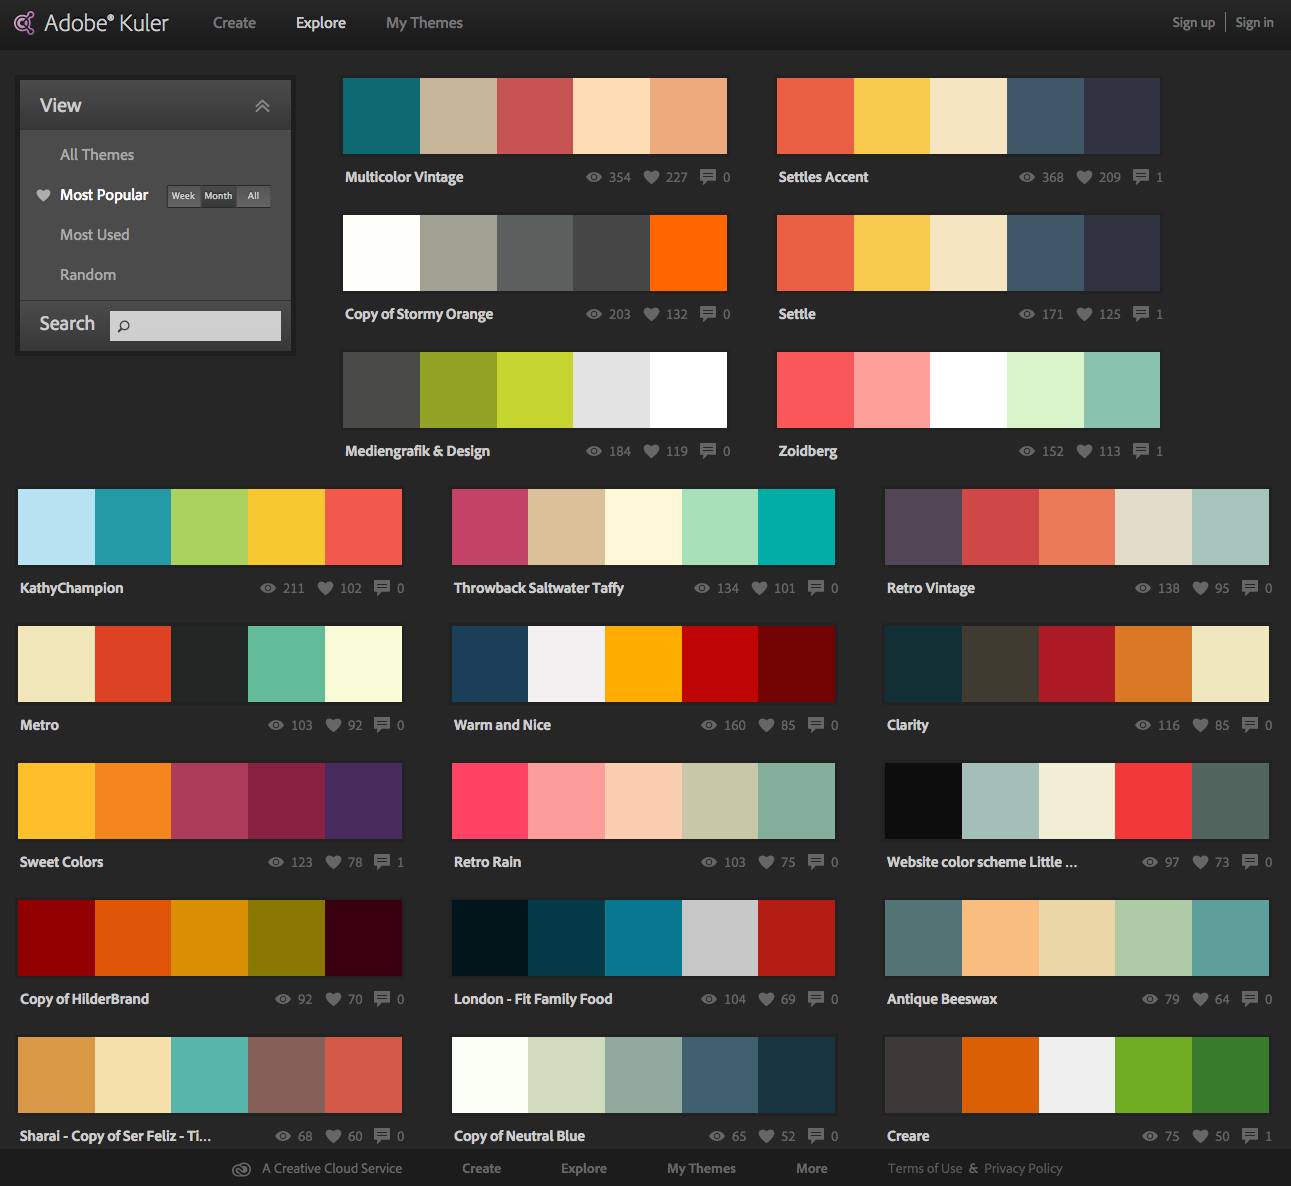 Adobe® Kuler Create Explore My Themes Sign up Sign in
View
All Themes
Most Popular Week Month All
Most Used
Random
Search
Multicolor Vintage 354 227 0
Settles Accent 368 209 1
Copy of Stormy Orange 203 132 0
Settle 171 125 1
Mediengrafik & Design 184 119 0
Zoidberg 152 113 1
KathyChampion 211 102 0
Throwback Saltwater Taffy 134 101 0
Retro Vintage 138 95 0
Metro 103 92 0
Warm and Nice 160 85 0
Clarity 116 85 0
Sweet Colors 123 78 1
Retro Rain 103 75 0
Website color scheme Little ... 97 73 0
Copy of HilderBrand 92 70 0
London - Fit Family Food 104 69 0
Antique Beeswax 79 64 0
Sharai - Copy of Ser Feliz - Ti... 68 60 0
Copy of Neutral Blue 65 52 0
Creare 75 50 1
A Creative Cloud Service Create Explore My Themes More Terms of Use & Privacy Policy